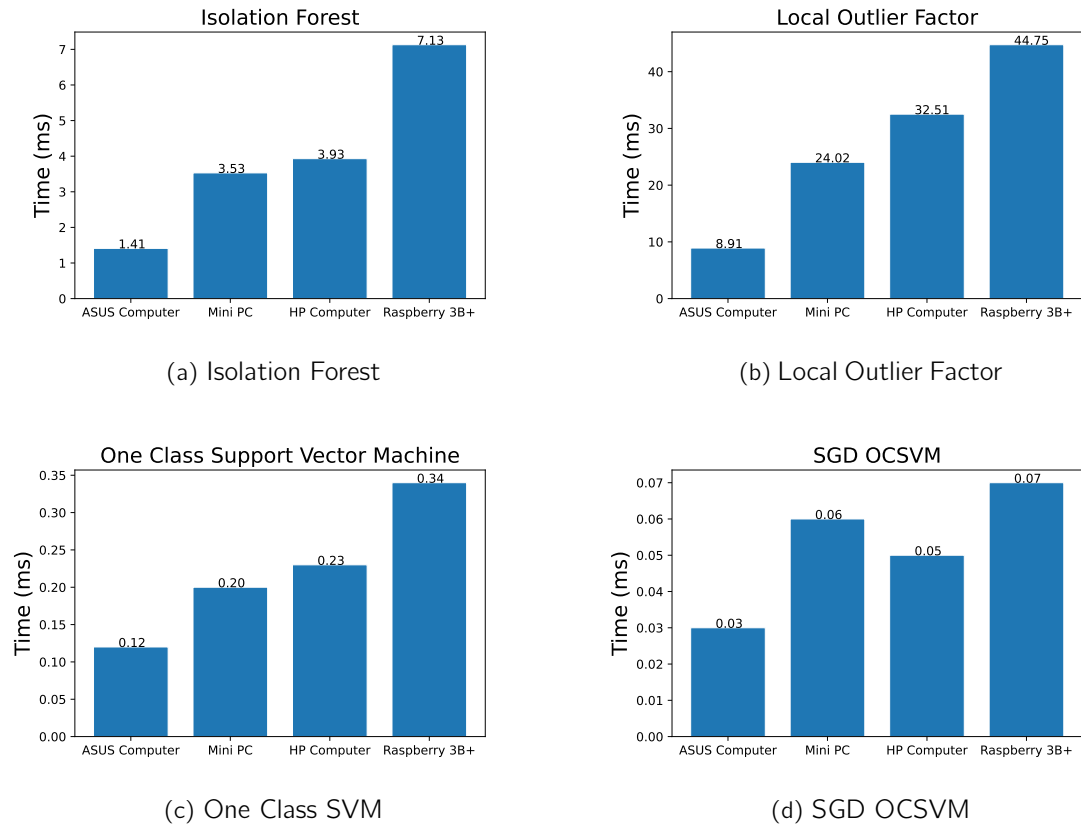 Isolation Forest
Time (ms)
7
6
5
4
3
2
1
0
1.41
3.53
3.93
7.13
ASUS Computer Mini PC HP Computer Raspberry 3B+
(a) Isolation Forest
Local Outlier Factor
Time (ms)
40
30
20
10
0
8.91
24.02
32.51
44.75
ASUS Computer Mini PC HP Computer Raspberry 3B+
(b) Local Outlier Factor
One Class Support Vector Machine
Time (ms)
0.35
0.30
0.25
0.20
0.15
0.10
0.05
0.00
0.12
0.20
0.23
0.34
ASUS Computer Mini PC HP Computer Raspberry 3B+
(c) One Class SVM
SGD OCSVM
Time (ms)
0.07
0.06
0.05
0.04
0.03
0.02
0.01
0.00
0.03
0.06
0.05
0.07
ASUS Computer Mini PC HP Computer Raspberry 3B+
(d) SGD OCSVM